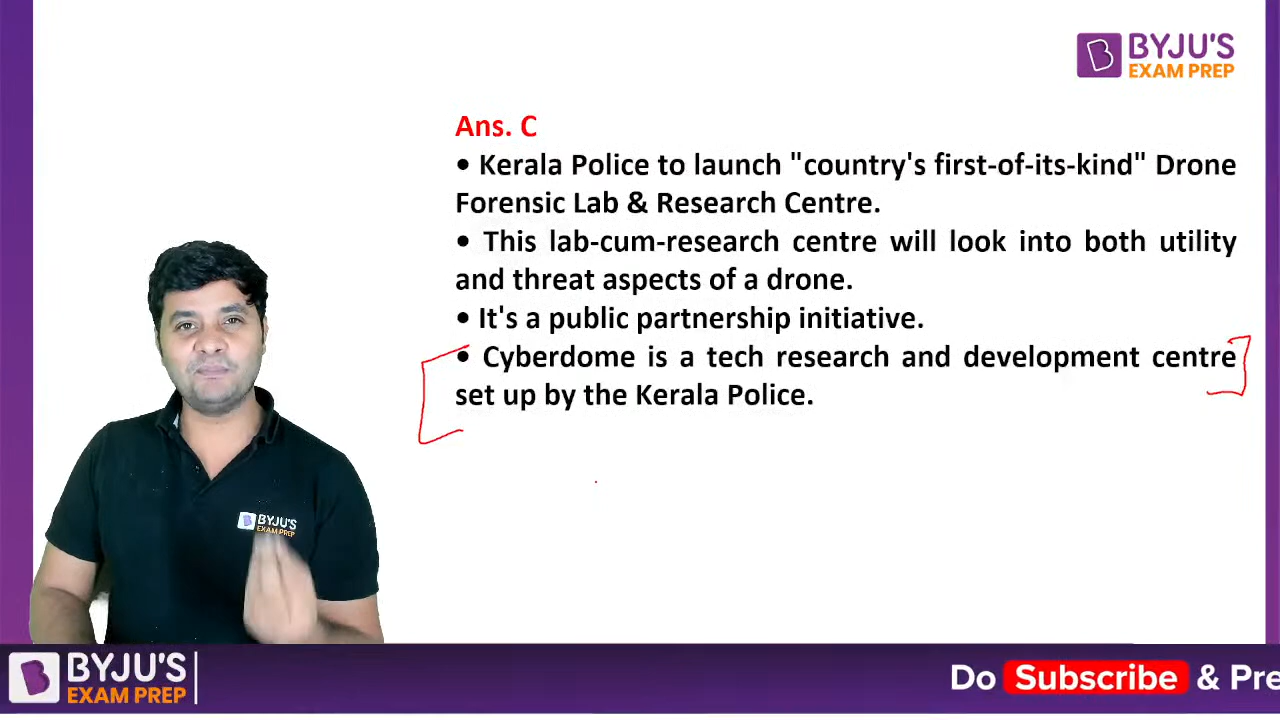 BYJU'S
EXAM PREP
Ans. C
• Kerala Police to launch "country's first-of-its-kind" Drone
Forensic Lab & Research Centre.
• This lab-cum-research centre will look into both utility
and threat aspects of a drone.
• It's a public partnership initiative.
• Cyberdome is a tech research and development centre
set up by the Kerala Police.
BYJU'S
EXAM PREP
BYJU'S
EXAM PREP
Do Subscribe & Pre